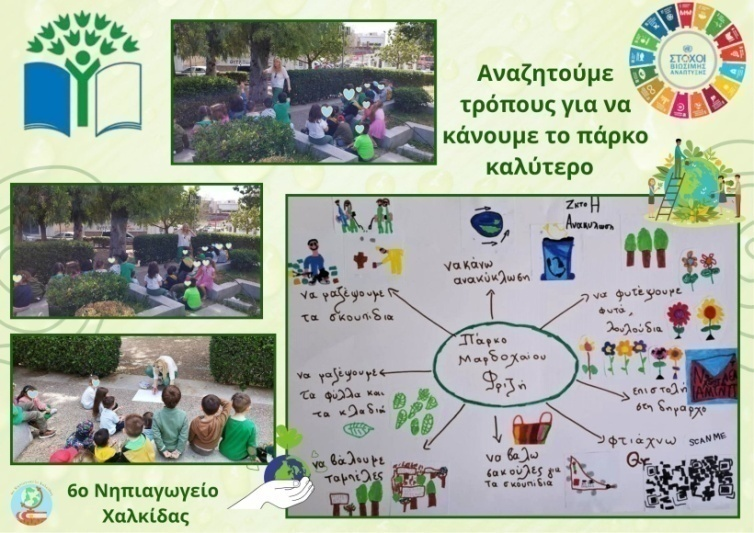 Αναζητούμε
τρόπους για να
κάνουμε το πάρκο
καλύτερο
ΣΤΟΧΟΙ
ΒΙΩΣΙΜΗΣ
ΑΝΑΠΤΥΞΗΣ
Ζητο Η
Ανακυκλωση
να κάνω
ανακύκλωση
να μαζέψουμε
τα σκουπίδια
να φυτέψουμε
φυτά,
λουλούδια
Πάρκο
Μαρδοχαίου
Φριζή
να μαζέψουμε
τα φύλλα και
τα κλαδιά
επιστολή
στη δήμαρχο
φτιάχνω
Qr
SCAN ME
να βάλουμε
ταμπέλες
να βάλω
σακούλες για
τα σκουπίδια
6ο Νηπιαγωγείο
Χαλκίδας